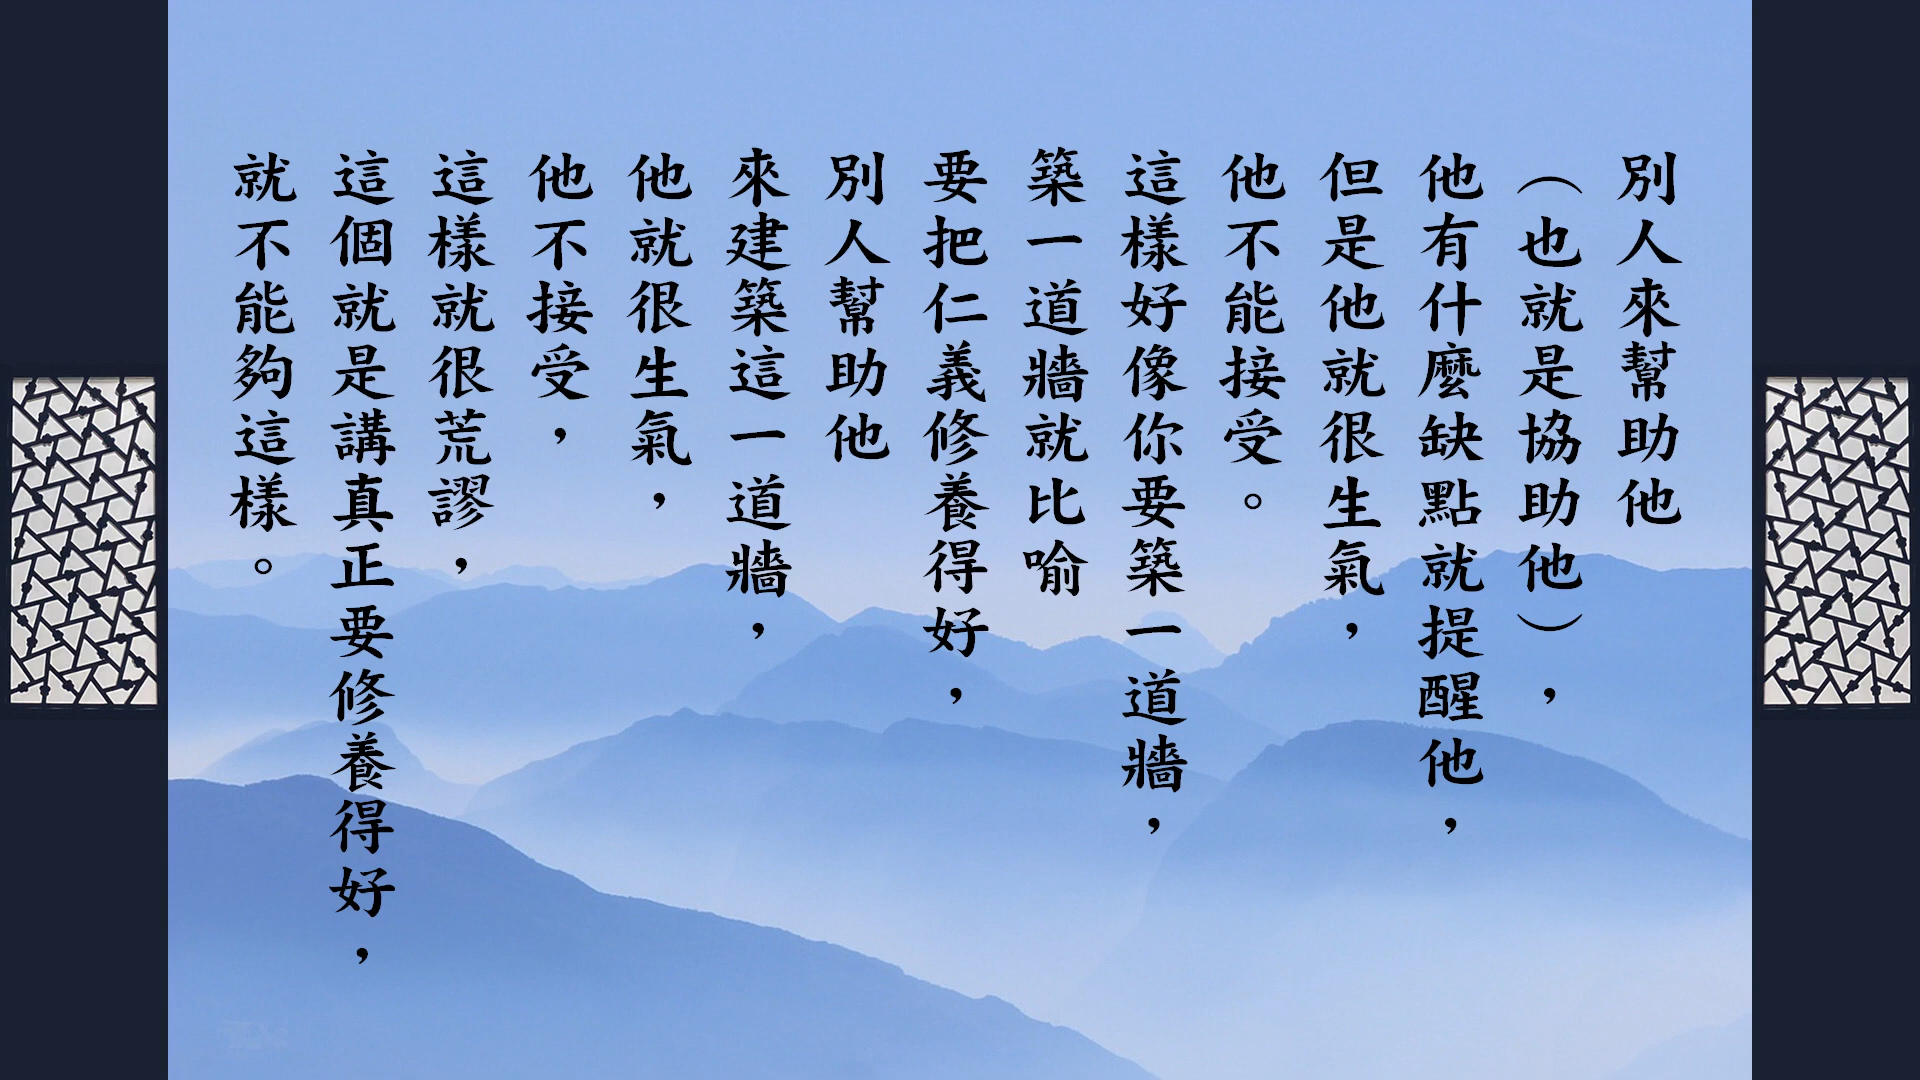 別人來幫助他
（也就是協助他），
他有什麼缺點就提醒他，
但是他就很生氣，
他不能接受。
這樣好像你要築一道牆，
築一道牆就比喻
要把仁義修養得好，
別人幫助他
來建築這一道牆，
他就很生氣，
他不接受，
這樣就很荒謬，
這個就是講真正要修養得好，
就不能夠這樣。